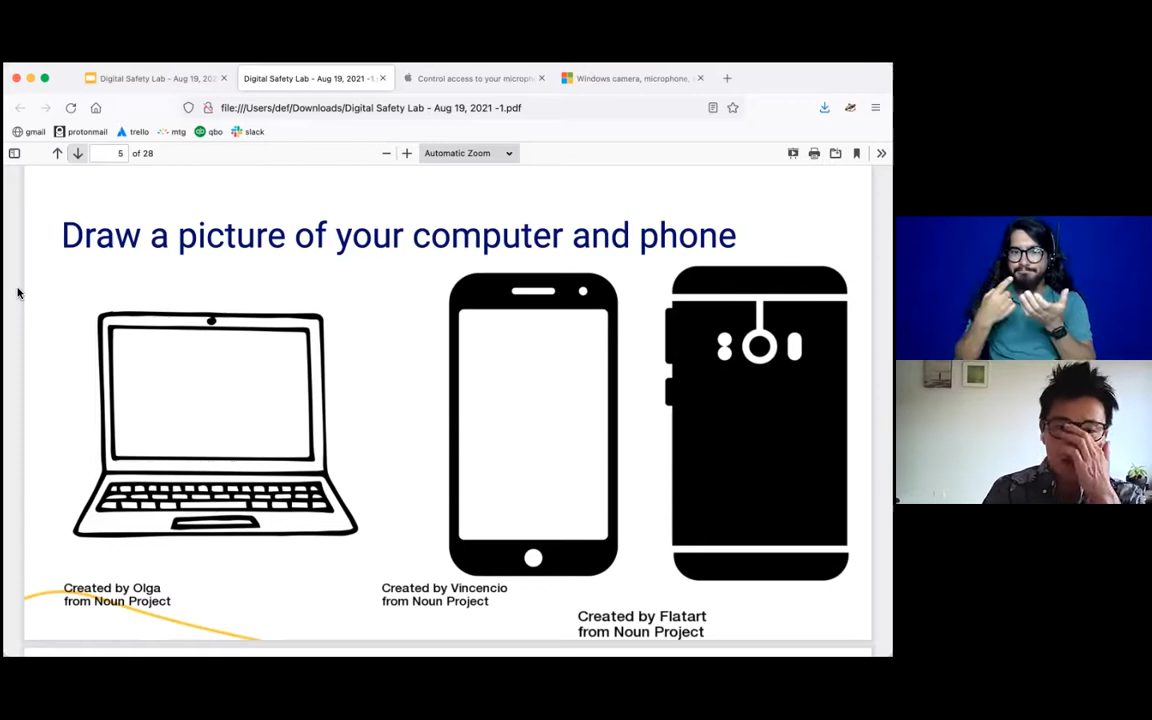 Digital Safety Lab - Aug 19, 202
Digital Safety Lab - Aug 19, 2021 -1.
Control access to your microph
Windows camera, microphone,
file:///Users/def/Downloads/Digital Safety Lab - Aug 19, 2021 -1.pdf
gmail
protonmail
trello
mtg
qbo
slack
5 of 28
Automatic Zoom
Draw a picture of your computer and phone
Created by Olga
from Noun Project
Created by Vincencio
from Noun Project
Created by Flatart
from Noun Project